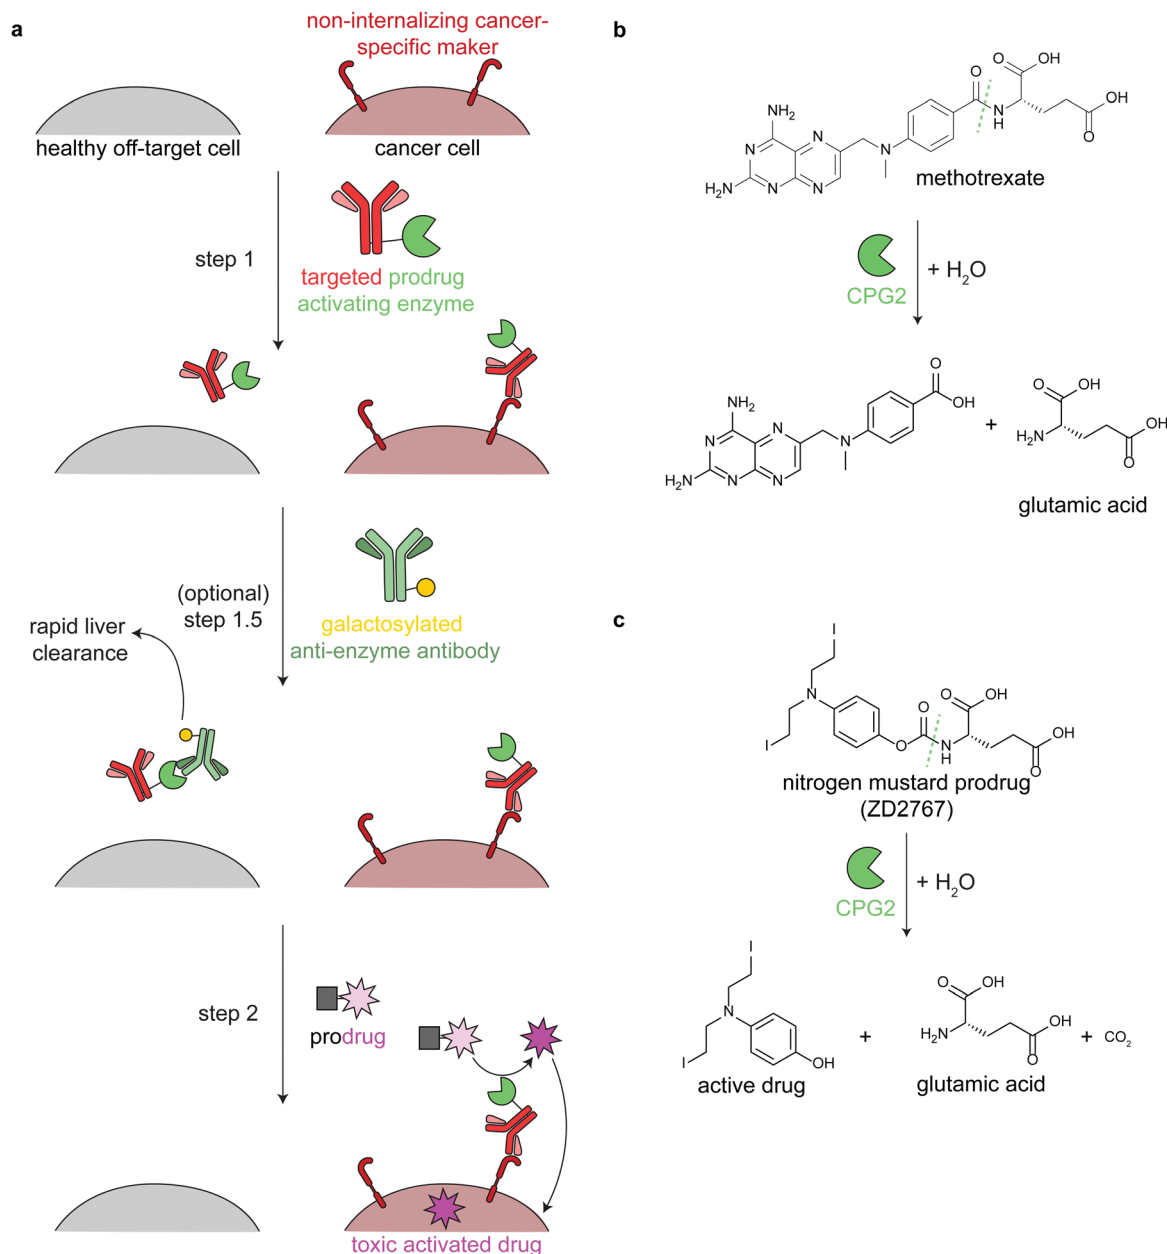 a
non-internalizing cancer-
specific maker
healthy off-target cell
cancer cell
step 1
targeted prodrug
activating enzyme
(optional)
step 1.5
rapid liver
clearance
galactosylated
anti-enzyme antibody
step 2
prodrug
toxic activated drug
b
O
O
OH
NH2
N
H
OH
O
N
N
N
H2N
N
N
methotrexate
CPG2
+ H2O
O
OH
NH2
N
N
N
H2N
N
N
+
O
OH
H2N
OH
O
glutamic acid
c
I
N
I
O
O
N
H
O
OH
OH
O
nitrogen mustard prodrug
(ZD2767)
CPG2
+ H2O
I
N
I
OH
active drug
+
O
OH
H2N
OH
O
glutamic acid
+ CO2